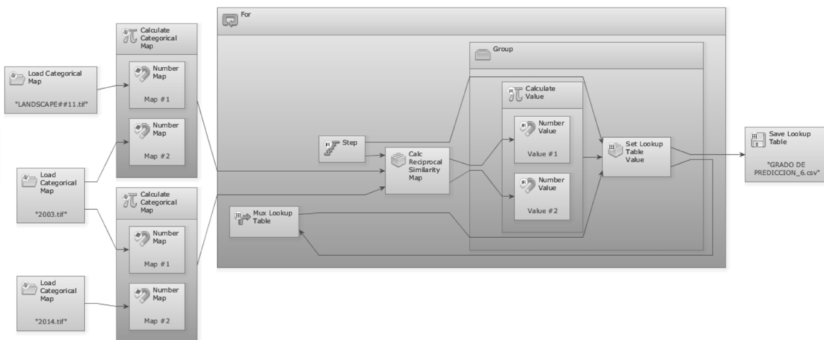 For
Calculate
Categorical
Map
Number
Map
Map #1
Number
Map
Map #2
Load Categorical
Map
"LANDSCAPE##11.tif"
Load
Categorical
Map
"2003.tif"
Calculate
Categorical
Map
Number
Map
Map #1
Number
Map
Map #2
Load
Categorical
Map
"2014.tif"
Step
Calc
Reciprocal
Similarity
Map
Mux Lookup
Table
Group
Calculate
Value
Number
Value
Value #1
Number
Value
Value #2
Set Lookup
Table
Value
Save Lookup
Table
"GRADO DE
PREDICCION_6.csv"